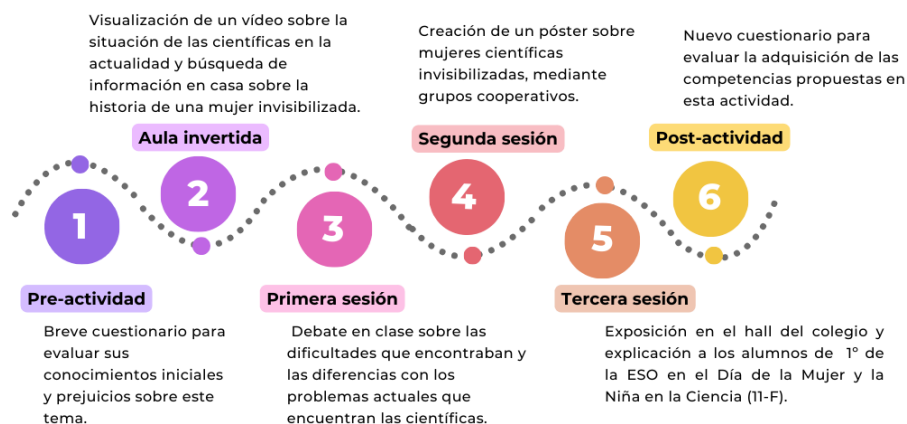 Visualización de un vídeo sobre la
situación de las científicas en la
actualidad y búsqueda de
información en casa sobre la
historia de una mujer invisibilizada.
Creación de un póster sobre
mujeres científicas
invisibilizadas, mediante
grupos cooperativos.
Nuevo cuestionario para
evaluar la adquisición de las
competencias propuestas en
esta actividad.
Aula invertida
Segunda sesión
Post-actividad
1
2
3
4
5
6
Pre-actividad
Primera sesión
Tercera sesión
Breve cuestionario para
evaluar sus
conocimientos iniciales
y prejuicios sobre este
tema.
Debate en clase sobre las
dificultades que encontraban y
las diferencias con los
problemas actuales que
encuentran las científicas.
Exposición en el hall del colegio y
explicación a los alumnos de 1º de
la ESO en el Día de la Mujer y la
Niña en la Ciencia (11-F).